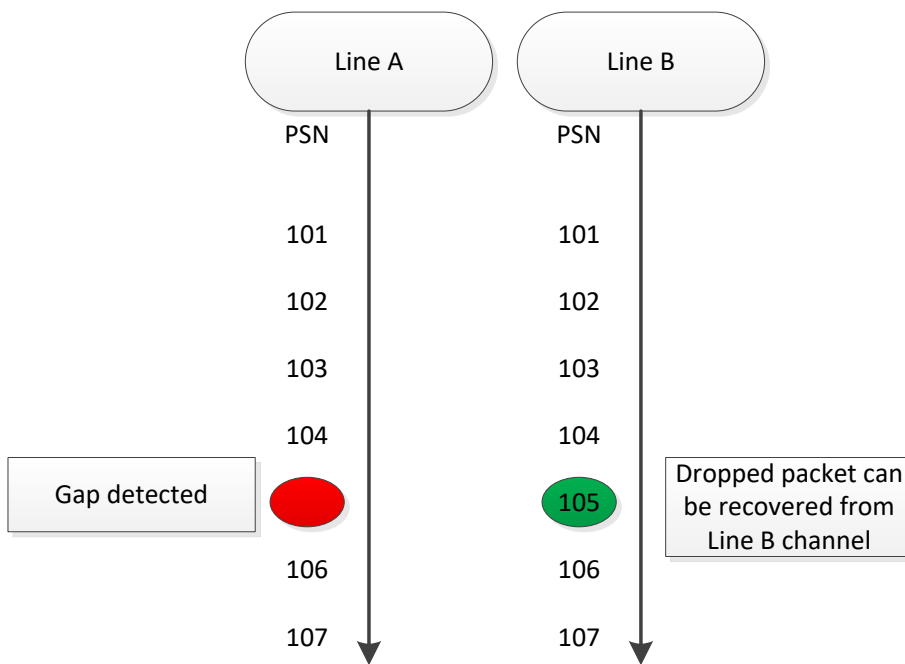 Line A
Line B
PSN
PSN
101
101
102
102
103
103
104
104
Gap detected
105
Dropped packet can
be recovered from
Line B channel
106
106
107
107